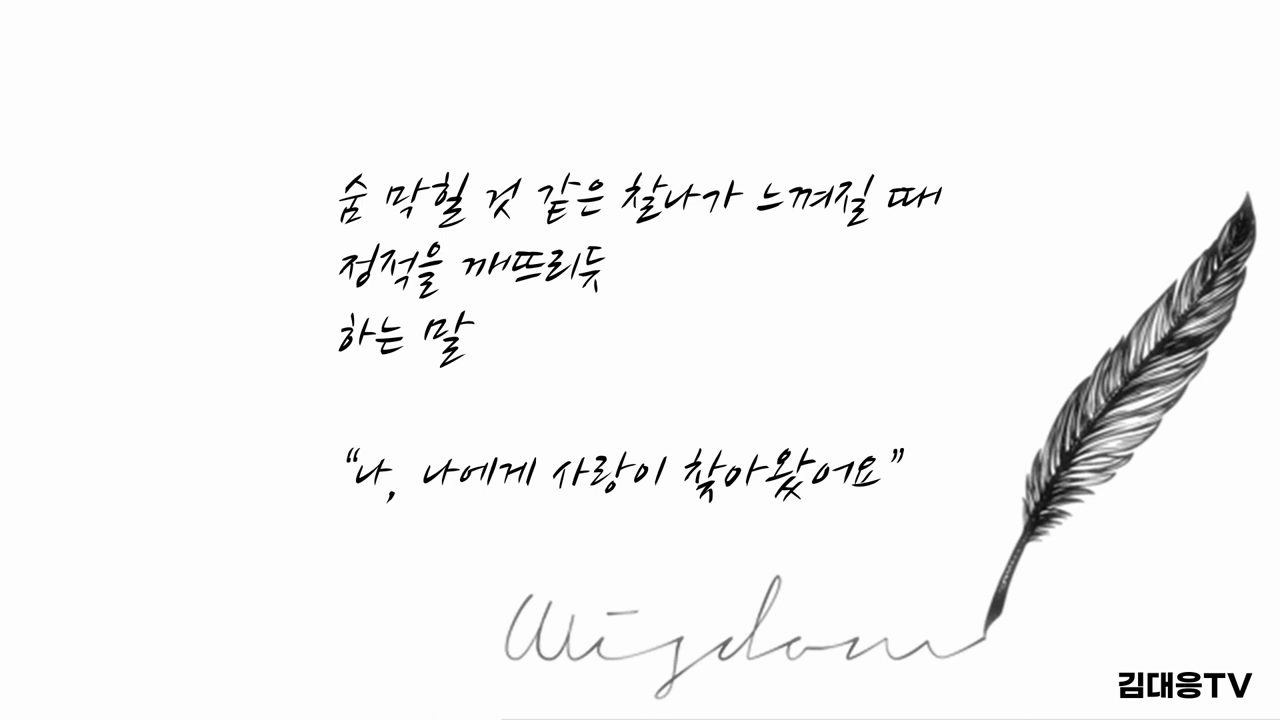 숨 막힐 것 같은 찰나가 느껴질 때
정적을 깨뜨리듯
하는 말
“나, 나에게 사랑이 찾아왔어요”
Wisdom
김대응TV